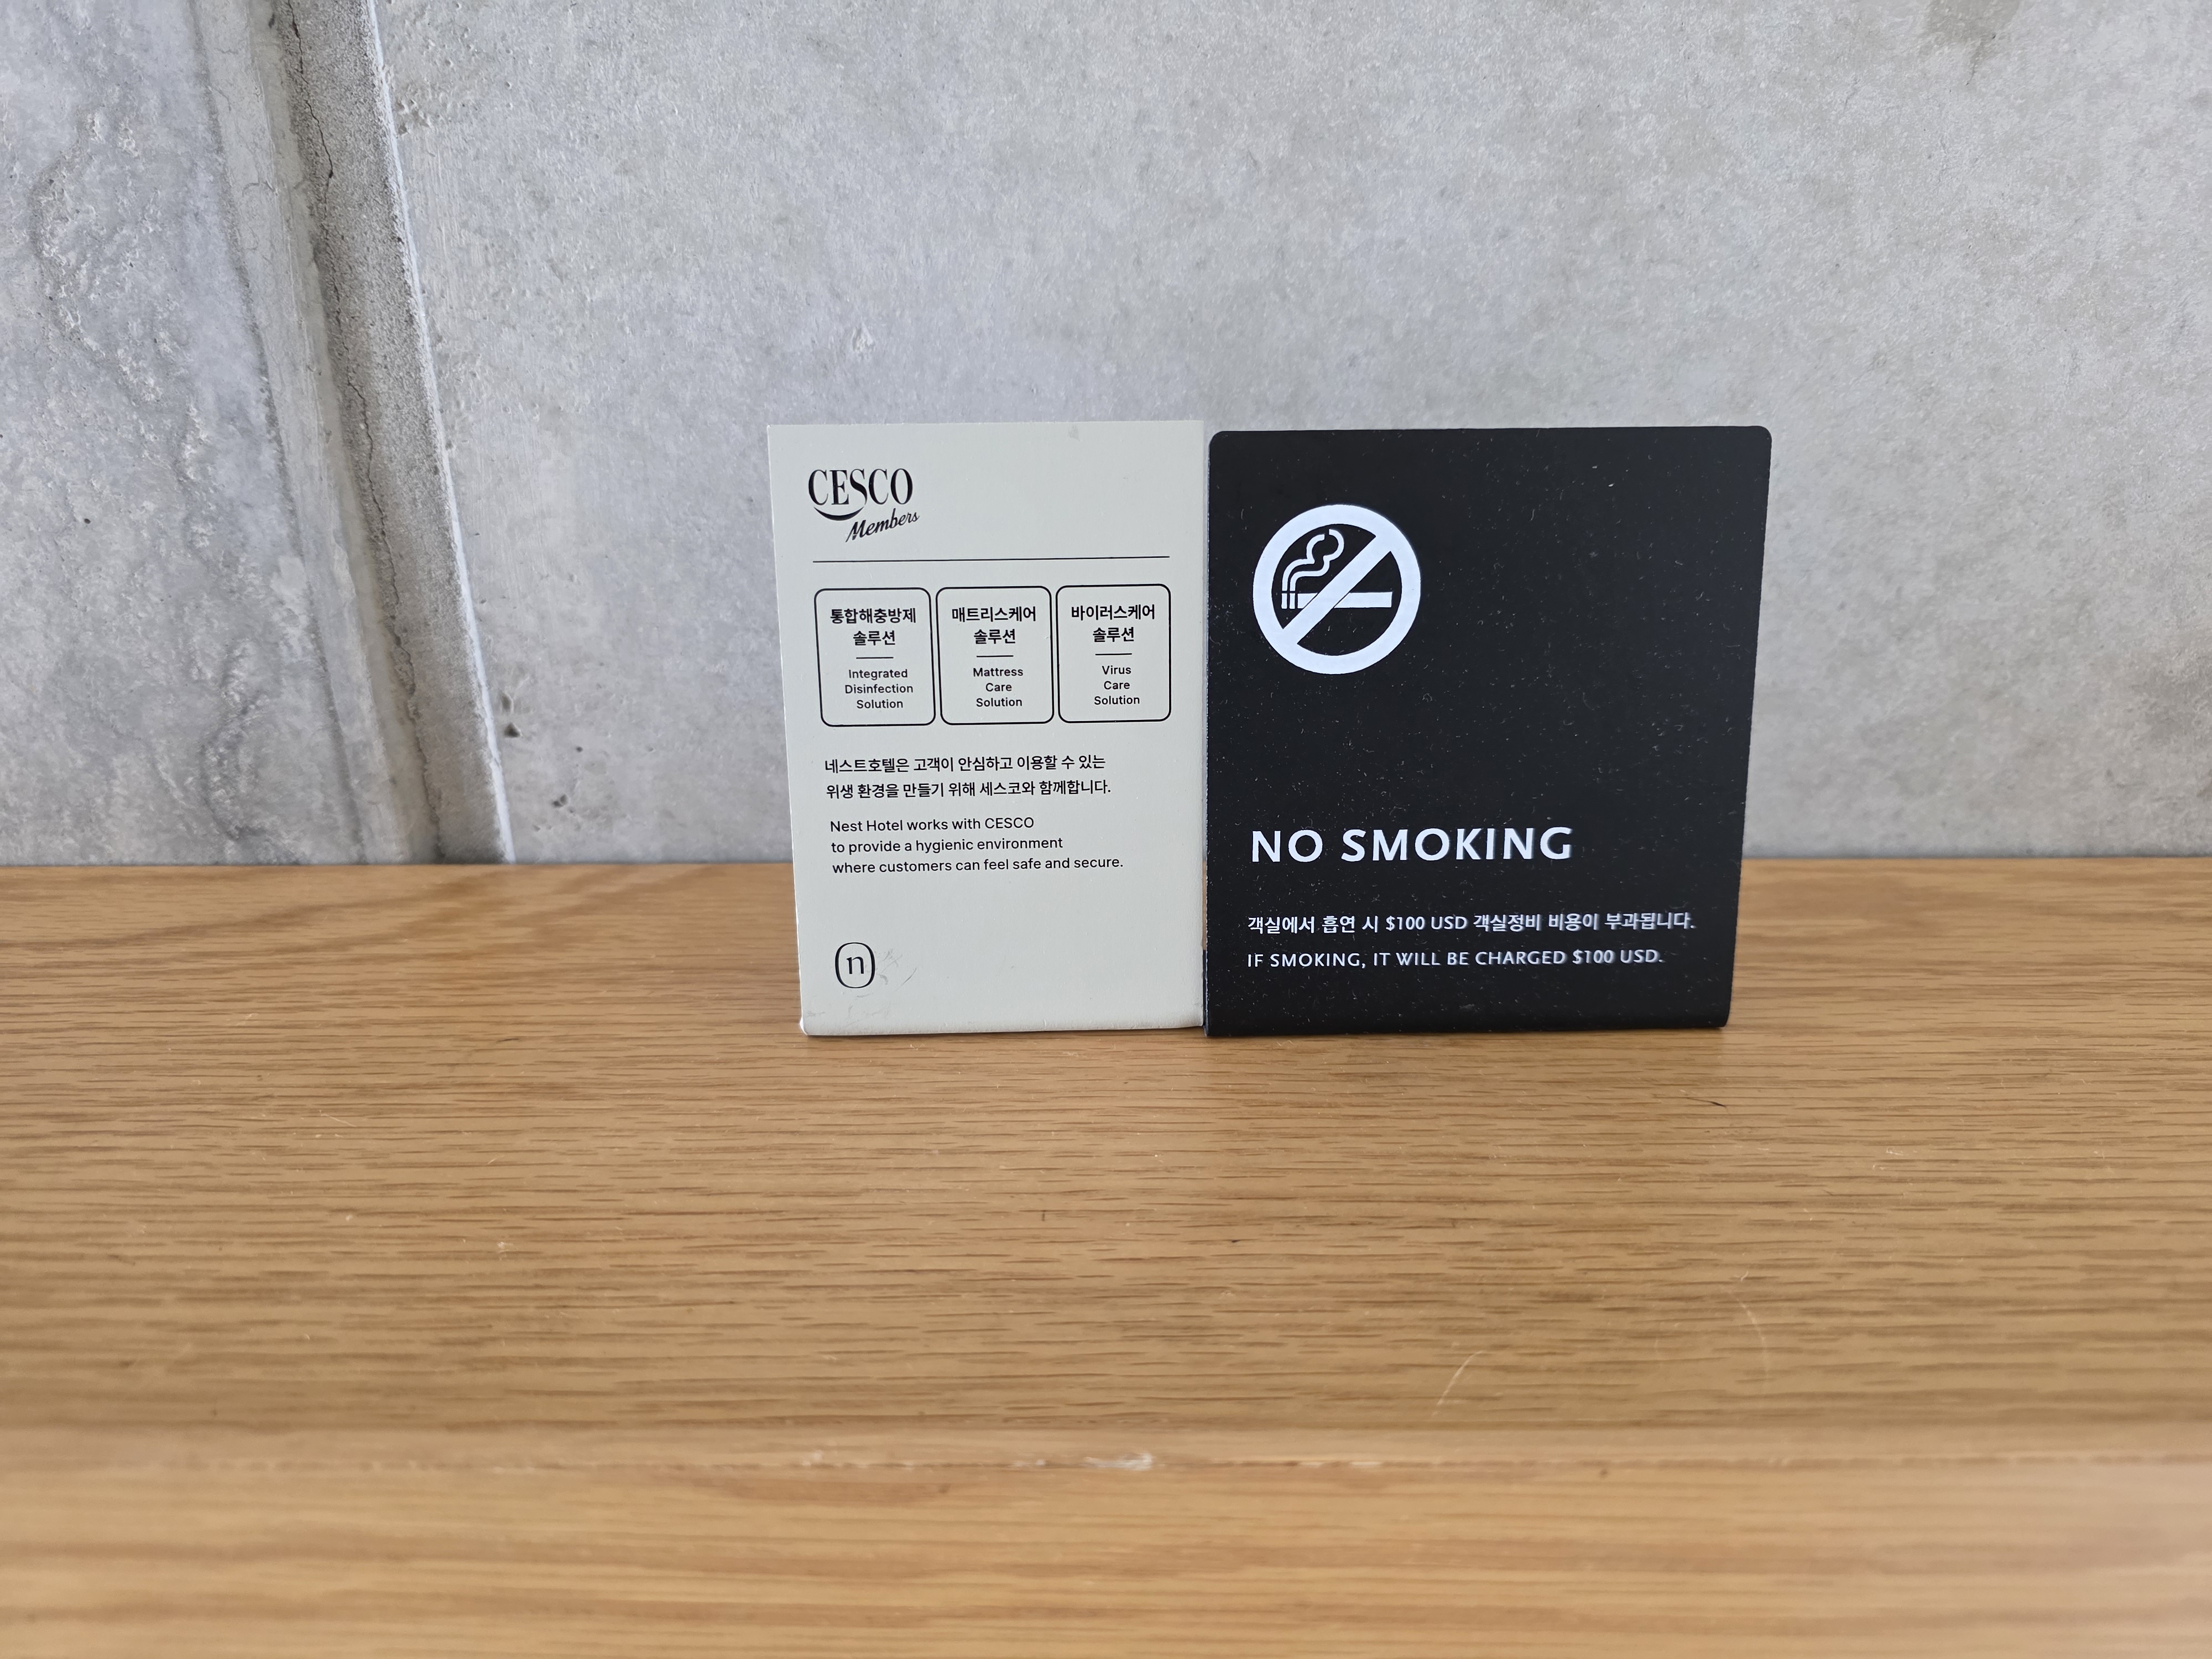 CESCO
Members
통합해충방제
솔루션
Integrated
Disinfection
Solution
매트리스케어
솔루션
Mattress
Care
Solution
바이러스케어
솔루션
Virus
Care
Solution
네스트호텔은 고객이 안심하고 이용할 수 있는
위생 환경을 만들기 위해 세스코와 함께합니다.
Nest Hotel works with CESCO
to provide a hygienic environment
where customers can feel safe and secure.
n
NO SMOKING
객실에서 흡연 시 $100 USD 객실정비 비용이 부과됩니다.
IF SMOKING, IT WILL BE CHARGED $100 USD.